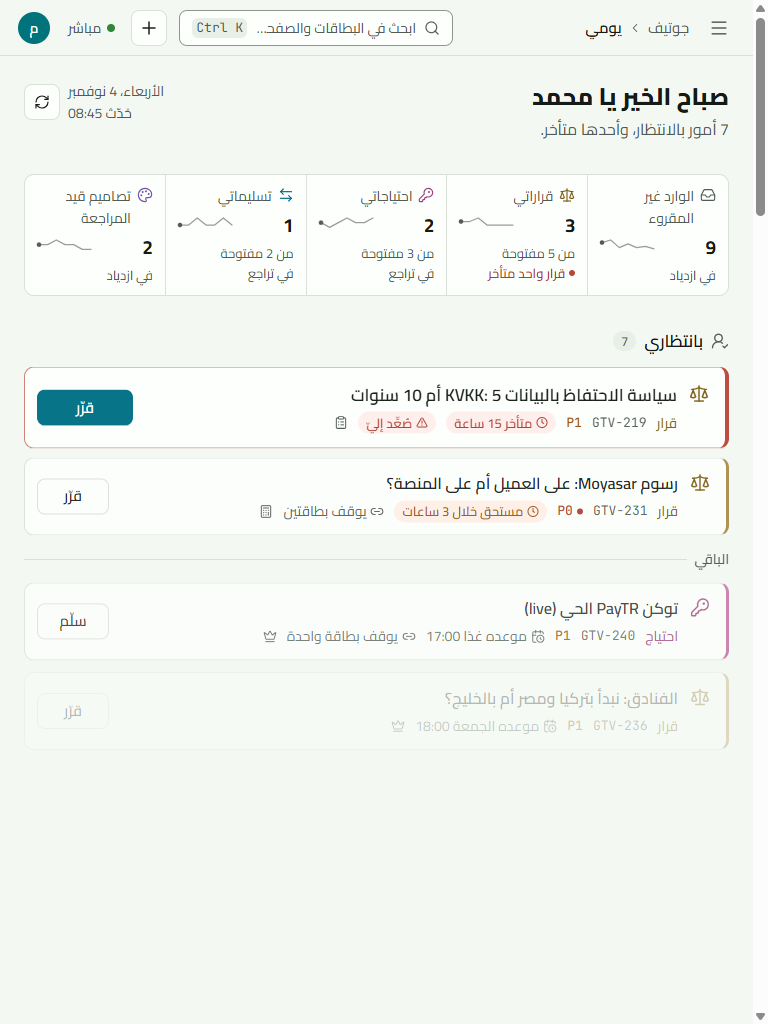 جوتيف › يومي
ابحث في البطاقات والصفحـ... Ctrl K
+
مباشر
م
صباح الخير يا محمد
7 أمور بالانتظار، وأحدها متأخر.
الأربعاء، 4 نوفمبر
حُدّث 08:45
الوارد غير المقروء
9
في ازدياد
قراراتي
3
من 5 مفتوحة
قرار واحد متأخر
احتياجاتي
2
من 3 مفتوحة
في تراجع
تسليماتي
1
من 2 مفتوحة
في تراجع
تصاميم قيد المراجعة
2
في ازدياد
بانتظاري 7
سياسة الاحتفاظ بالبيانات KVKK: 5 أم 10 سنوات
قرار GTV-219 P1 متأخر 15 ساعة صُعِّد إليّ
قرّر
رسوم Moyasar: على العميل أم على المنصة؟
قرار GTV-231 P0 مستحق خلال 3 ساعات يوقف بطاقتين
قرّر
الباقي
توكن PayTR الحي (live)
احتياج GTV-240 P1 موعده غدًا 17:00 يوقف بطاقة واحدة
سلّم
الفنادق: نبدأ بتركيا ومصر أم بالخليج؟
قرار GTV-236 P1 موعده الجمعة 18:00
قرّر